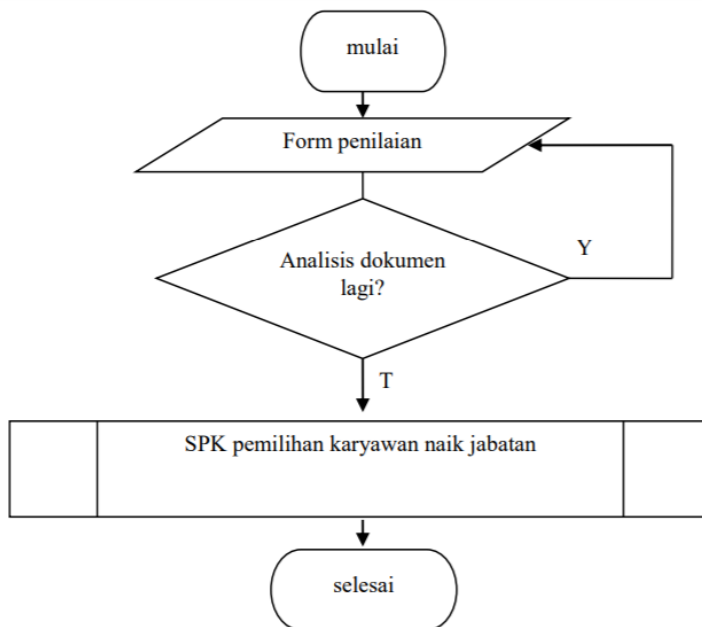 mulai
Form penilaian
Analisis dokumen
lagi?
Y
T
SPK pemilihan karyawan naik jabatan
selesai